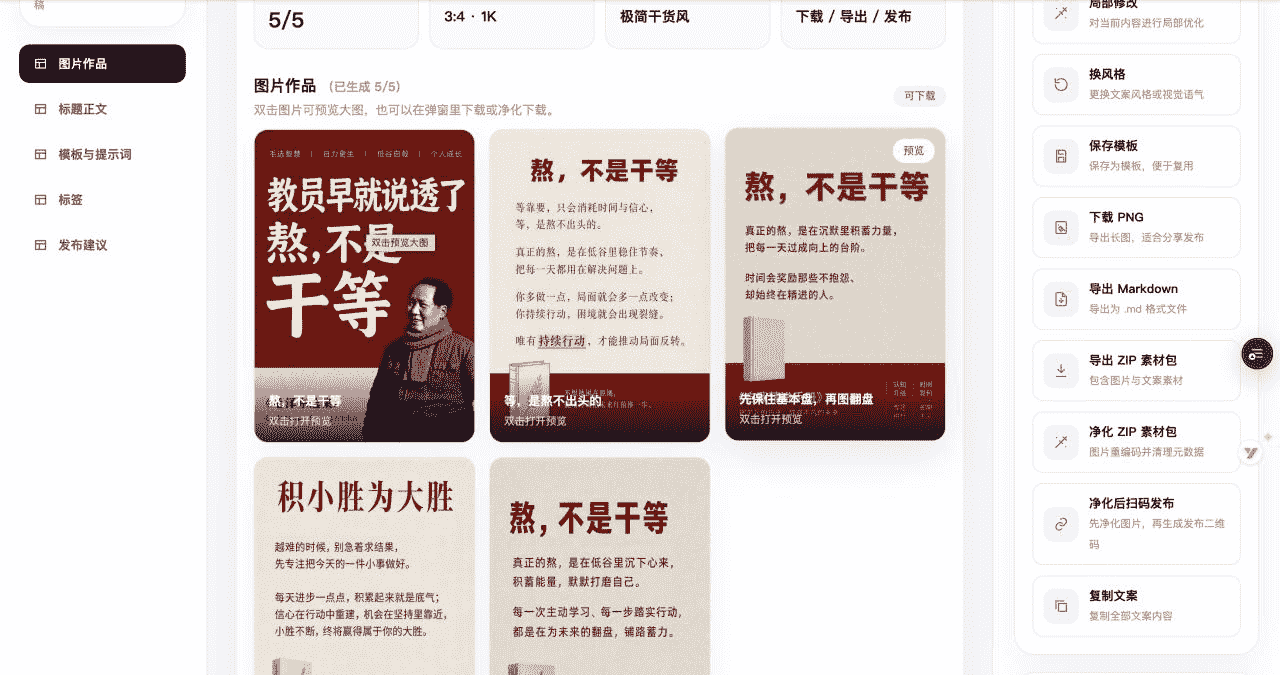 稿
图片作品
标题正文
模板与提示词
标签
发布建议
5/5
3:4 · 1K
极简干货风
下载 / 导出 / 发布
图片作品 (已生成 5/5)
双击图片可预览大图，也可以在弹窗里下载或净化下载。
可下载
毛选智慧 | 自力更生 | 低谷自救 | 个人成长
教员早就说透了
熬，不是
干等
双击预览大图
熬，不是干等
双击打开预览
熬，不是干等
等靠要，只会消耗时间与信心，
等，是熬不出头的。
真正的熬，是在低谷里稳住节奏，
把每一天都用在解决问题上。
你多做一点，局面就会多一点改变；
你持续行动，困境就会出现裂缝。
唯有 持续行动，才能推动局面反转。
等，是熬不出头的
双击打开预览
预览
熬，不是干等
真正的熬，是在沉默里积蓄力量，
把每一天过成向上的台阶。
时间会奖励那些不抱怨、
却始终在精进的人。
先保住基本盘，再图翻盘
双击打开预览
积小胜为大胜
越难的时候，别急着求结果，
先专注把今天的一件小事做好。
每天进步一点点，积累起来就是底气；
信心在行动中重建，机会在坚持里靠近，
小胜不断，终将赢得属于你的大胜。
熬，不是干等
真正的熬，是在低谷里沉下心来，
积蓄能量，默默打磨自己。
每一次主动学习、每一步踏实行动，
都是在为未来的翻盘，铺路蓄力。
局部修改
对当前内容进行局部优化
换风格
更换文案风格或视觉语气
保存模板
保存为模板，便于复用
下载 PNG
导出长图，适合分享发布
导出 Markdown
导出为 .md 格式文件
导出 ZIP 素材包
包含图片与文案素材
净化 ZIP 素材包
图片重编码并清理元数据
净化后扫码发布
先净化图片，再生成发布二维
码
复制文案
复制全部文案内容